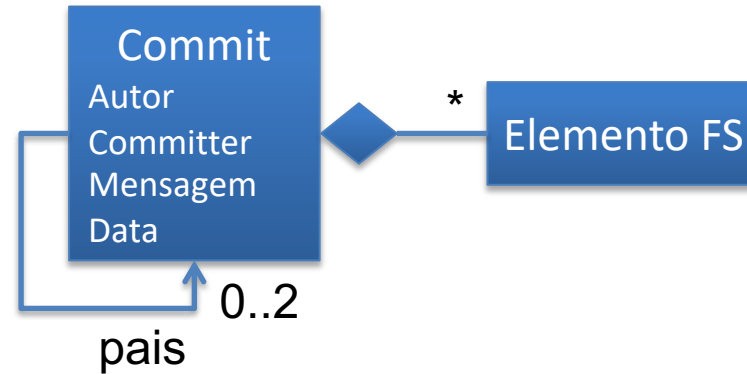 Commit
Autor
Committer
Mensagem
Data
*
Elemento FS
0..2
pais